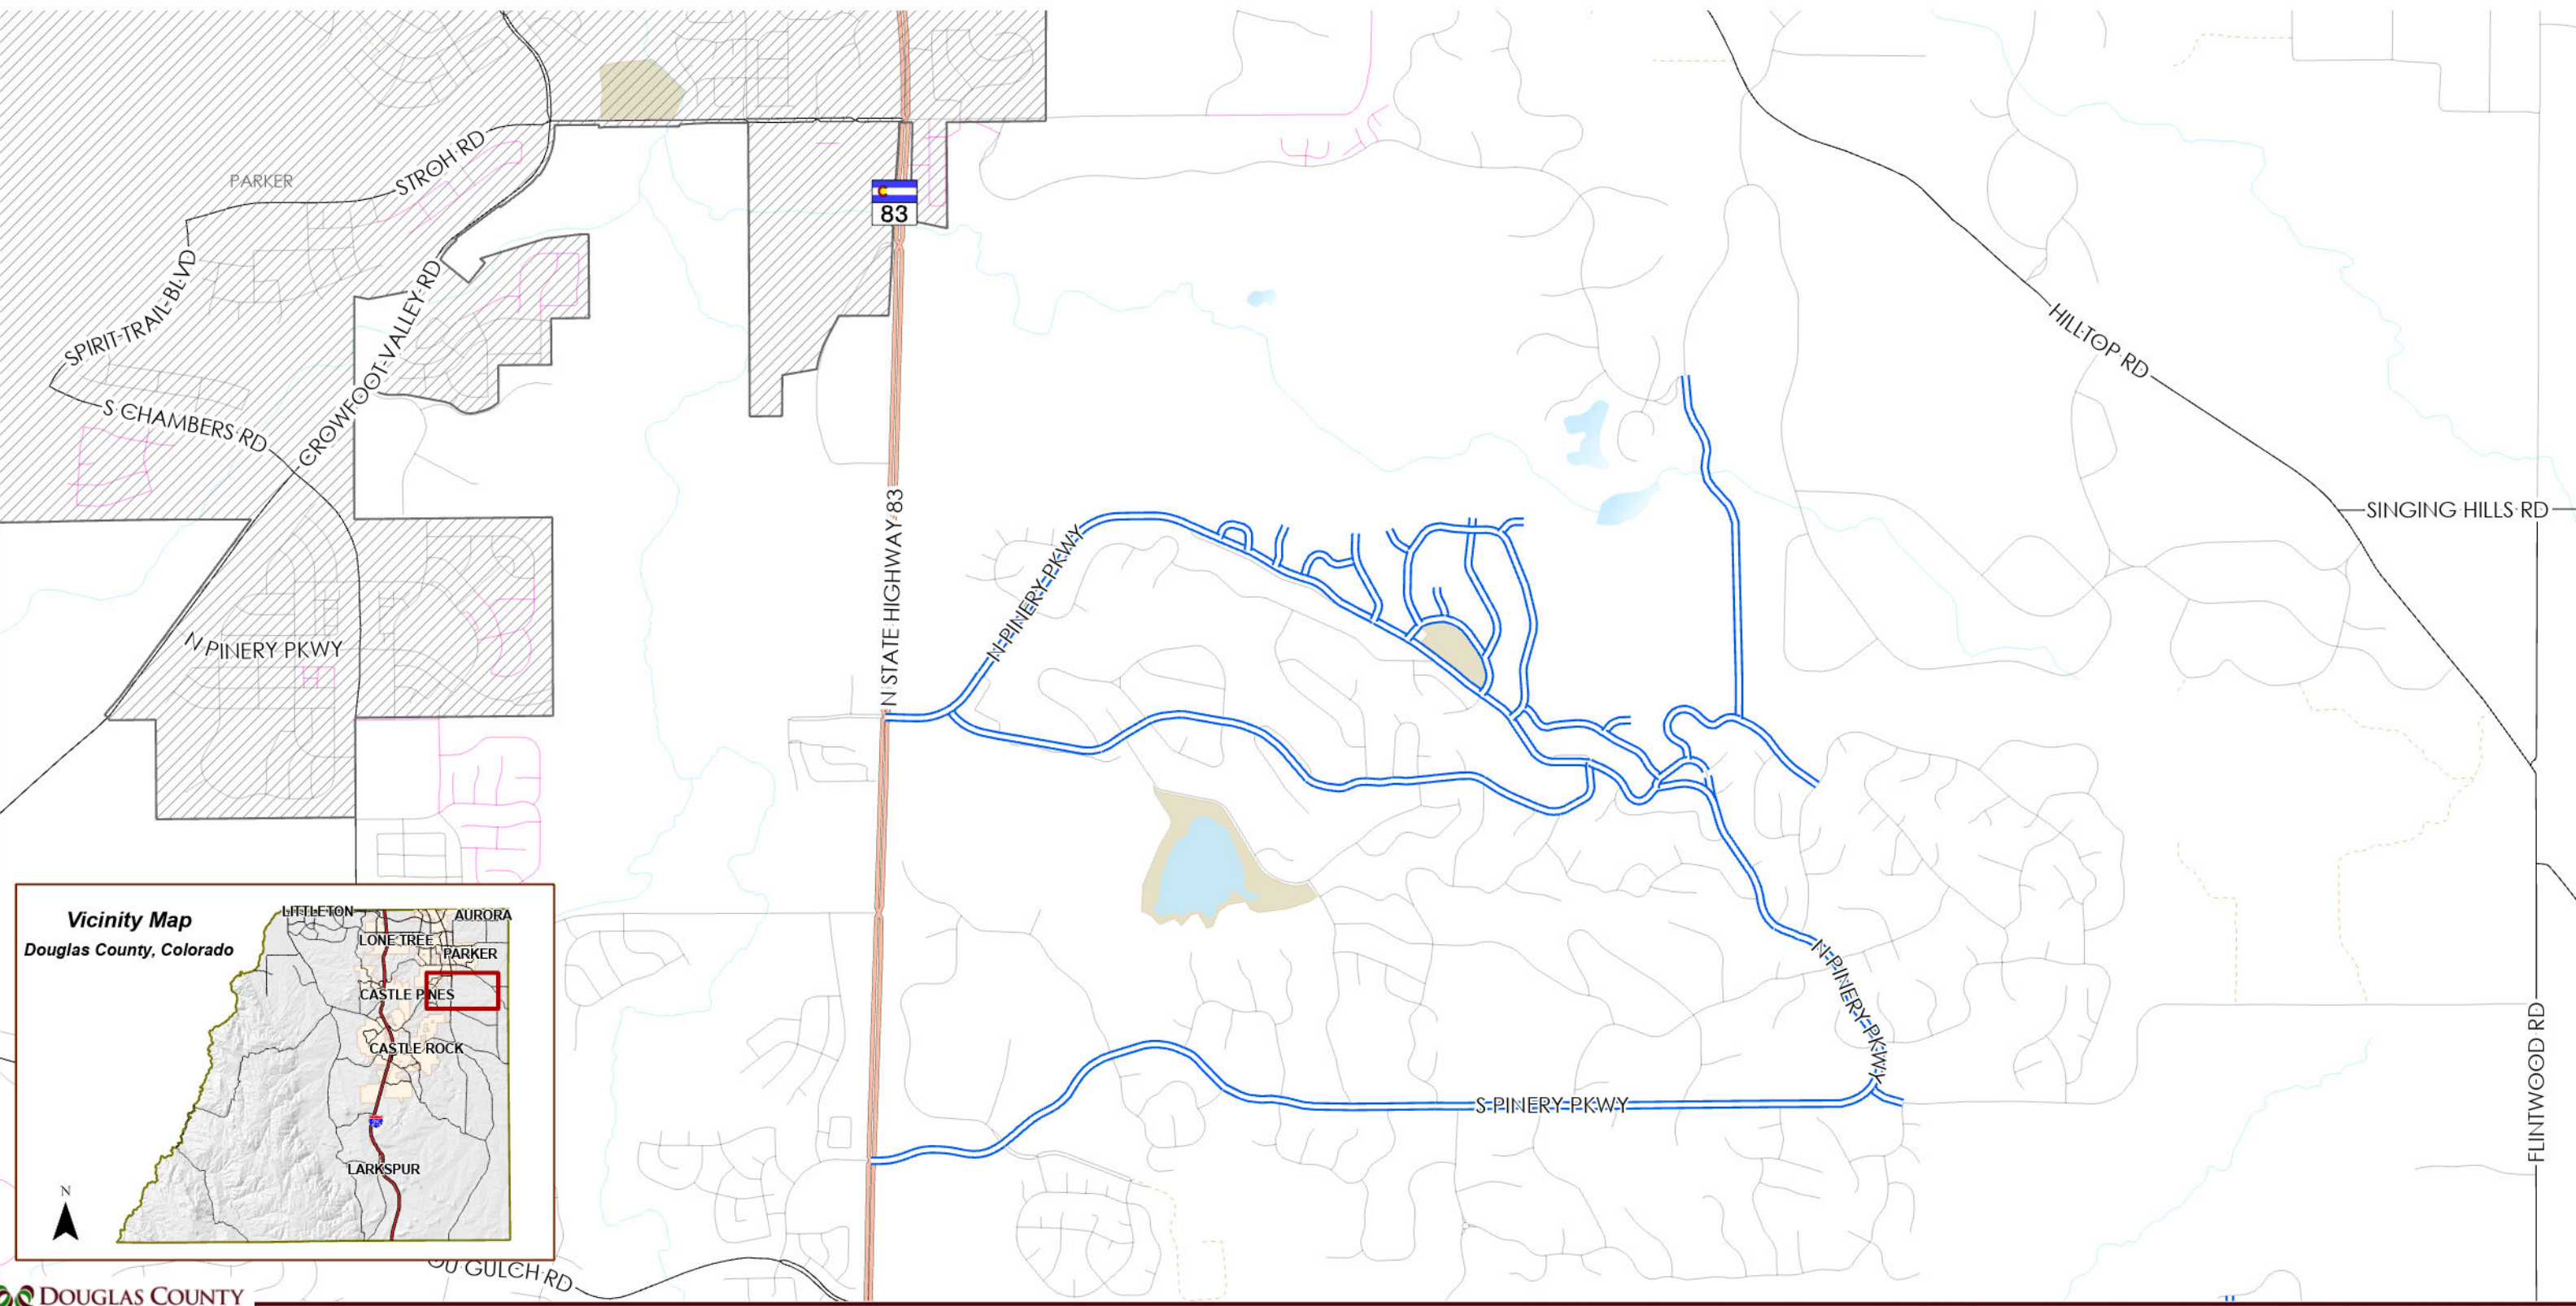 STROH RD
PARKER
83
SPIRIT TRAIL BLVD
CROWFOOT VALLEY RD
S CHAMBERS RD
HILLTOP RD
N STATE HIGHWAY 83
SINGING HILLS RD
N PINERY PKWY
N PINERY PKWY
N PINERY PKWY
S PINERY PKWY
FLINTWOOD RD
Vicinity Map
Douglas County, Colorado
LITTLETON
AURORA
LONE TREE
PARKER
CASTLE PINES
CASTLE ROCK
LARKSPUR
N
GULCH RD
DOUGLAS COUNTY